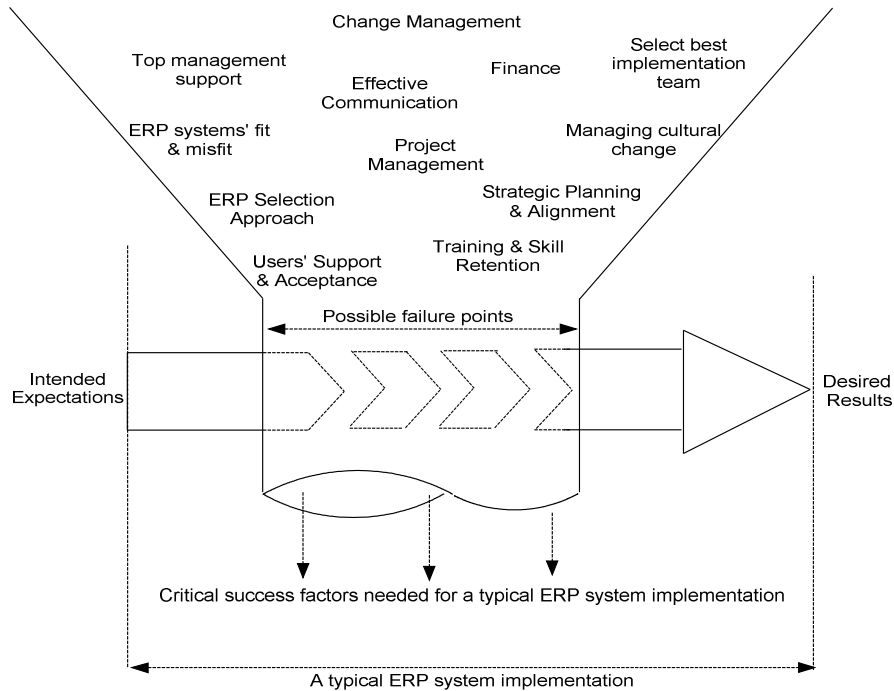 Change Management
Top management
support
Effective
Communication
Finance
Select best
implementation
team
ERP systems' fit
& misfit
Project
Management
Managing cultural
change
ERP Selection
Approach
Strategic Planning
& Alignment
Users' Support
& Acceptance
Training & Skill
Retention
Possible failure points
Intended
Expectations
Desired
Results
Critical success factors needed for a typical ERP system implementation
A typical ERP system implementation